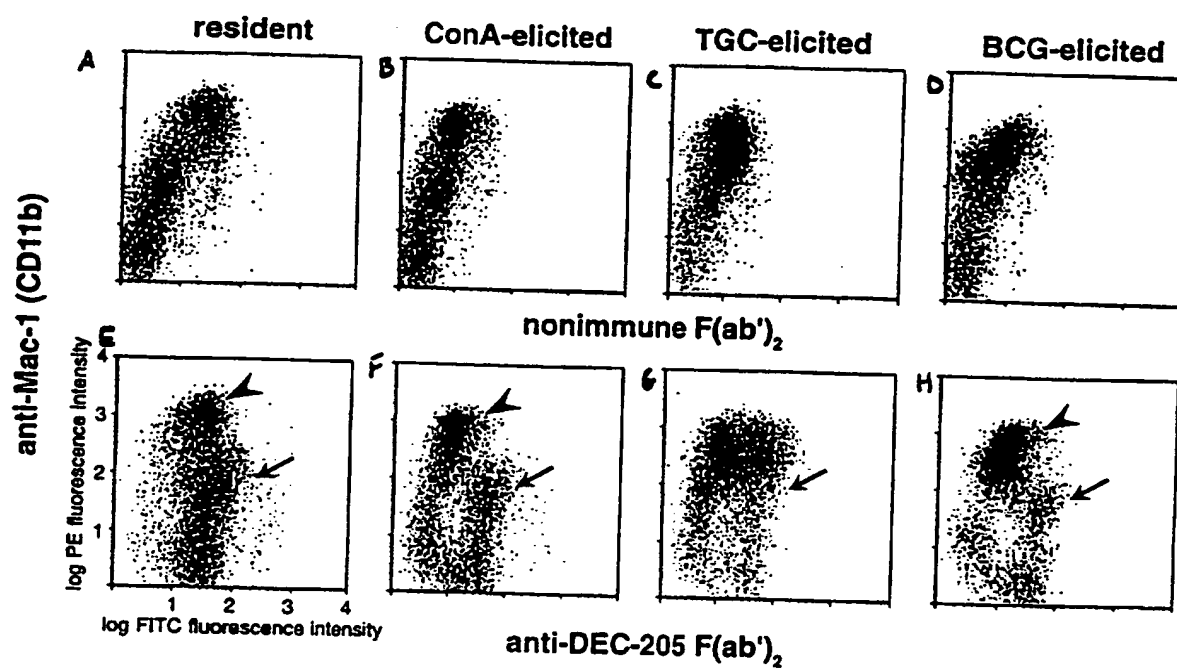 resident
ConA-elicited
TGC-elicited
BCG-elicited
A
B
C
D
anti-Mac-1 (CD11b)
nonimmune F(ab')2
E
F
G
H
log PE fluorescence intensity
4
3
2
1
1 2 3 4
log FITC fluorescence intensity
anti-DEC-205 F(ab')2